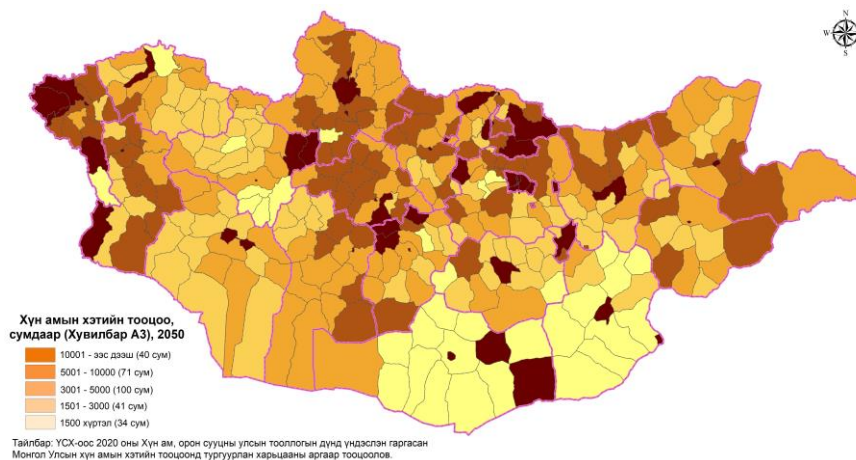 N
W E
S
Хүн амын хэтийн тооцоо,
сумдаар (Хувилбар А3), 2050
10001 - ээс дээш (40 сум)
5001 - 10000 (71 сум)
3001 - 5000 (100 сум)
1501 - 3000 (41 сум)
1500 хүртэл (34 сум)
Тайлбар: ҮСХ-оос 2020 оны Хүн ам, орон сууцны улсын тооллогын дүнд үндэслэн гаргасан
Монгол Улсын хүн амын хэтийн тооцоонд тулгуурлан харьцааны аргаар тооцоолов.